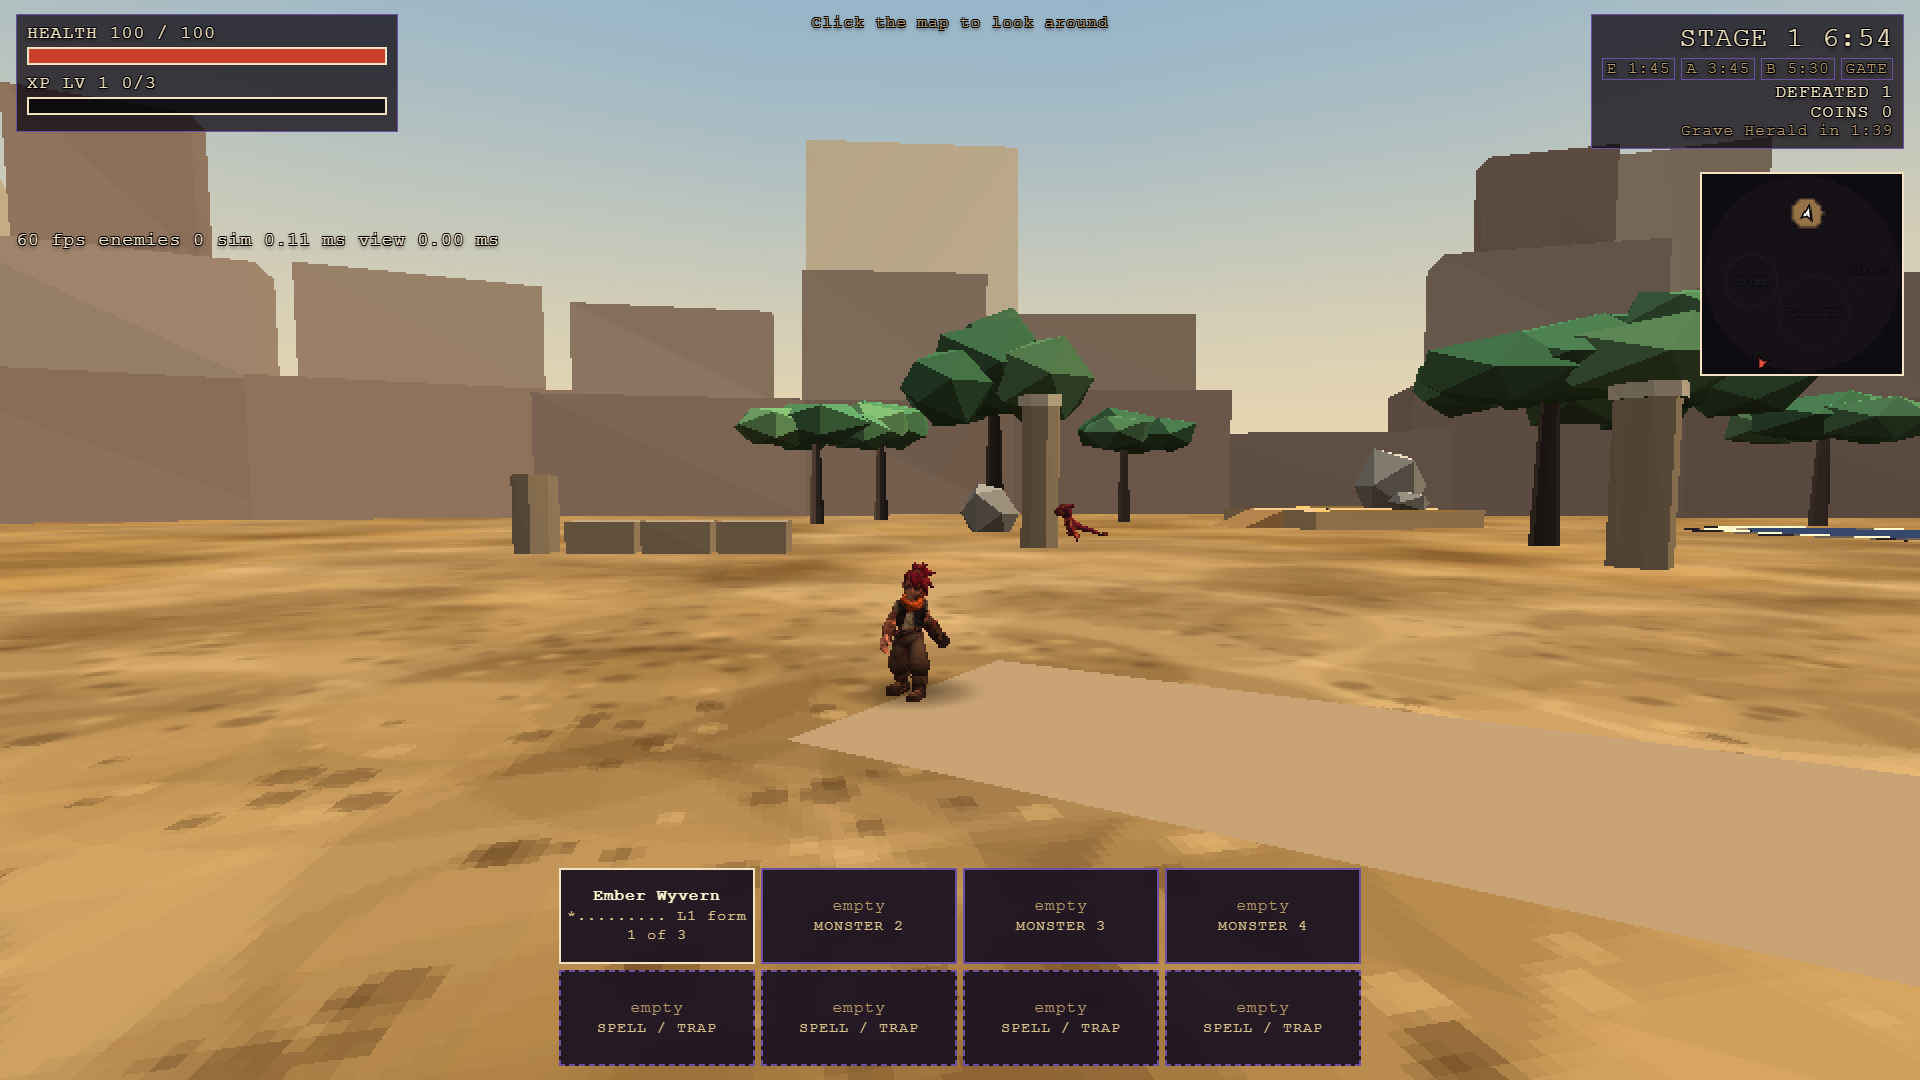 HEALTH 100 / 100
XP LV 1 0/3
Click the map to look around
STAGE 1 6:54
E 1:45 A 3:45 B 5:30 GATE
DEFEATED 1
COINS 0
Grave Herald in 1:39
60 fps enemies 0 sim 0.11 ms view 0.00 ms
Ember Wyvern
*......... L1 form
1 of 3
empty
MONSTER 2
empty
MONSTER 3
empty
MONSTER 4
empty
SPELL / TRAP
empty
SPELL / TRAP
empty
SPELL / TRAP
empty
SPELL / TRAP